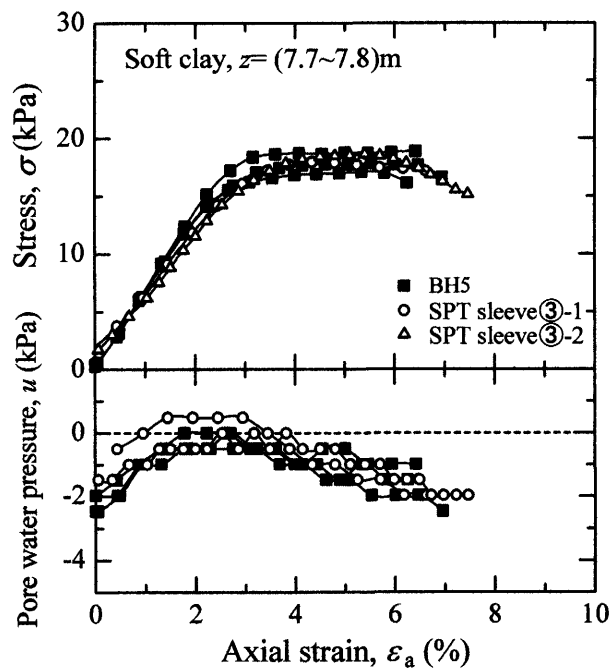 30
Soft clay, z= (7.7~7.8)m
20
Stress, σ (kPa)
10
■ BH5
○ SPT sleeve③-1
△ SPT sleeve③-2
0
Pore water pressure, u (kPa)
0
-2
-4
0 2 4 6 8 10
Axial strain, εa (%)